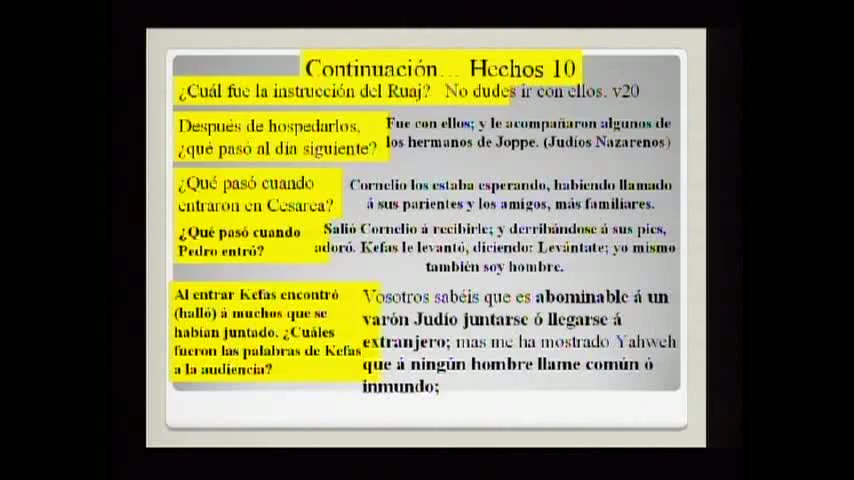 Continuación... Hechos 10
¿Cuál fue la instrucción del Ruaj? No dudes ir con ellos. v20
Después de hospedarlos,
¿qué pasó al día siguiente?
Fue con ellos; y le acompañaron algunos de
los hermanos de Joppe. (Judíos Nazarenos)
¿Qué pasó cuando
entraron en Cesarea?
Cornelio los estaba esperando, habiendo llamado
á sus parientes y los amigos, más familiares.
¿Qué pasó cuando
Pedro entró?
Salió Cornelio á recibirle; y derribándose á sus pies,
adoró. Kefas le levantó, diciendo: Levántate; yo mismo
también soy hombre.
Al entrar Kefas encontró
(halló) á muchos que se
habían juntado. ¿Cuáles
fueron las palabras de Kefas
a la audiencia?
Vosotros sabéis que es abominable á un
varón Judío juntarse ó llegarse á
extranjero; mas me ha mostrado Yahweh
que á ningún hombre llame común ó
inmundo;